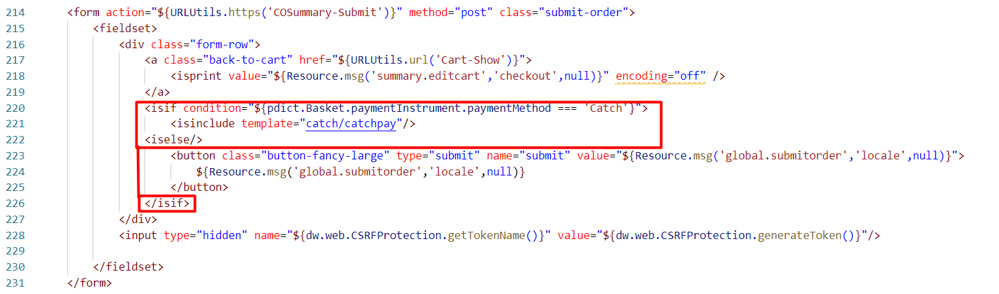 214 <form action="${URLUtils.https('COSummary-Submit')}" method="post" class="submit-order">
215 <fieldset>
216 <div class="form-row">
217 <a class="back-to-cart" href="${URLUtils.url('Cart-Show')}">
218 <isprint value="${Resource.msg('summary.editcart','checkout',null)}" encoding="off" />
219 </a>
220 <isif condition="${pdict.Basket.paymentInstrument.paymentMethod === 'Catch'}">
221 <isinclude template="catch/catchpay"/>
222 <iselse/>
223 <button class="button-fancy-large" type="submit" name="submit" value="${Resource.msg('global.submitorder','locale',null)}">
224 ${Resource.msg('global.submitorder','locale',null)}
225 </button>
226 </isif>
227 </div>
228 <input type="hidden" name="${dw.web.CSRFProtection.getTokenName()}" value="${dw.web.CSRFProtection.generateToken()}"/>
229
230 </fieldset>
231 </form>